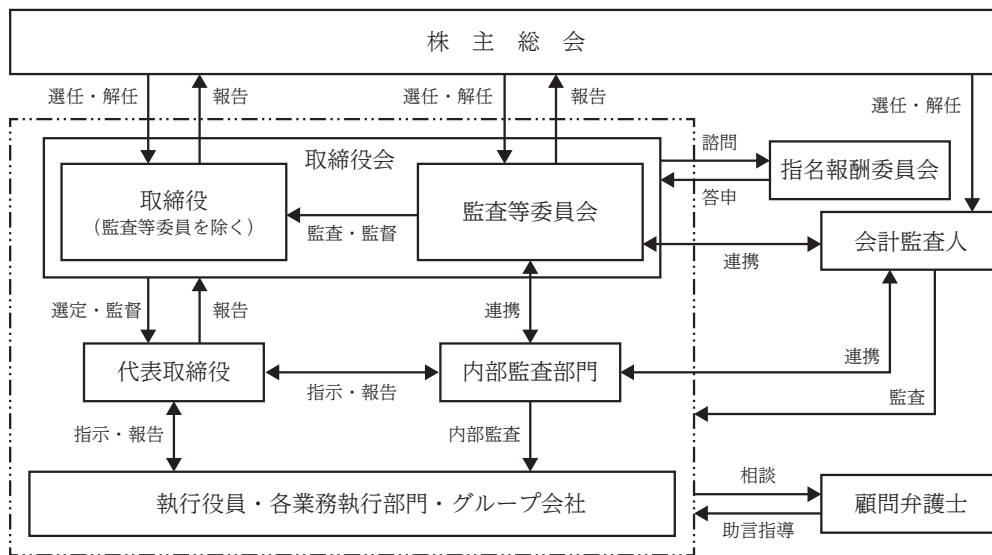 株主総会
選任・解任
報告
選任・解任
報告
選任・解任
取締役会
諮問
指名報酬委員会
答申
取締役
（監査等委員を除く）
監査等委員会
監査・監督
会計監査人
連携
選定・監督
報告
連携
代表取締役
内部監査部門
連携
指示・報告
監査
指示・報告
内部監査
相談
執行役員・各業務執行部門・グループ会社
顧問弁護士
助言指導